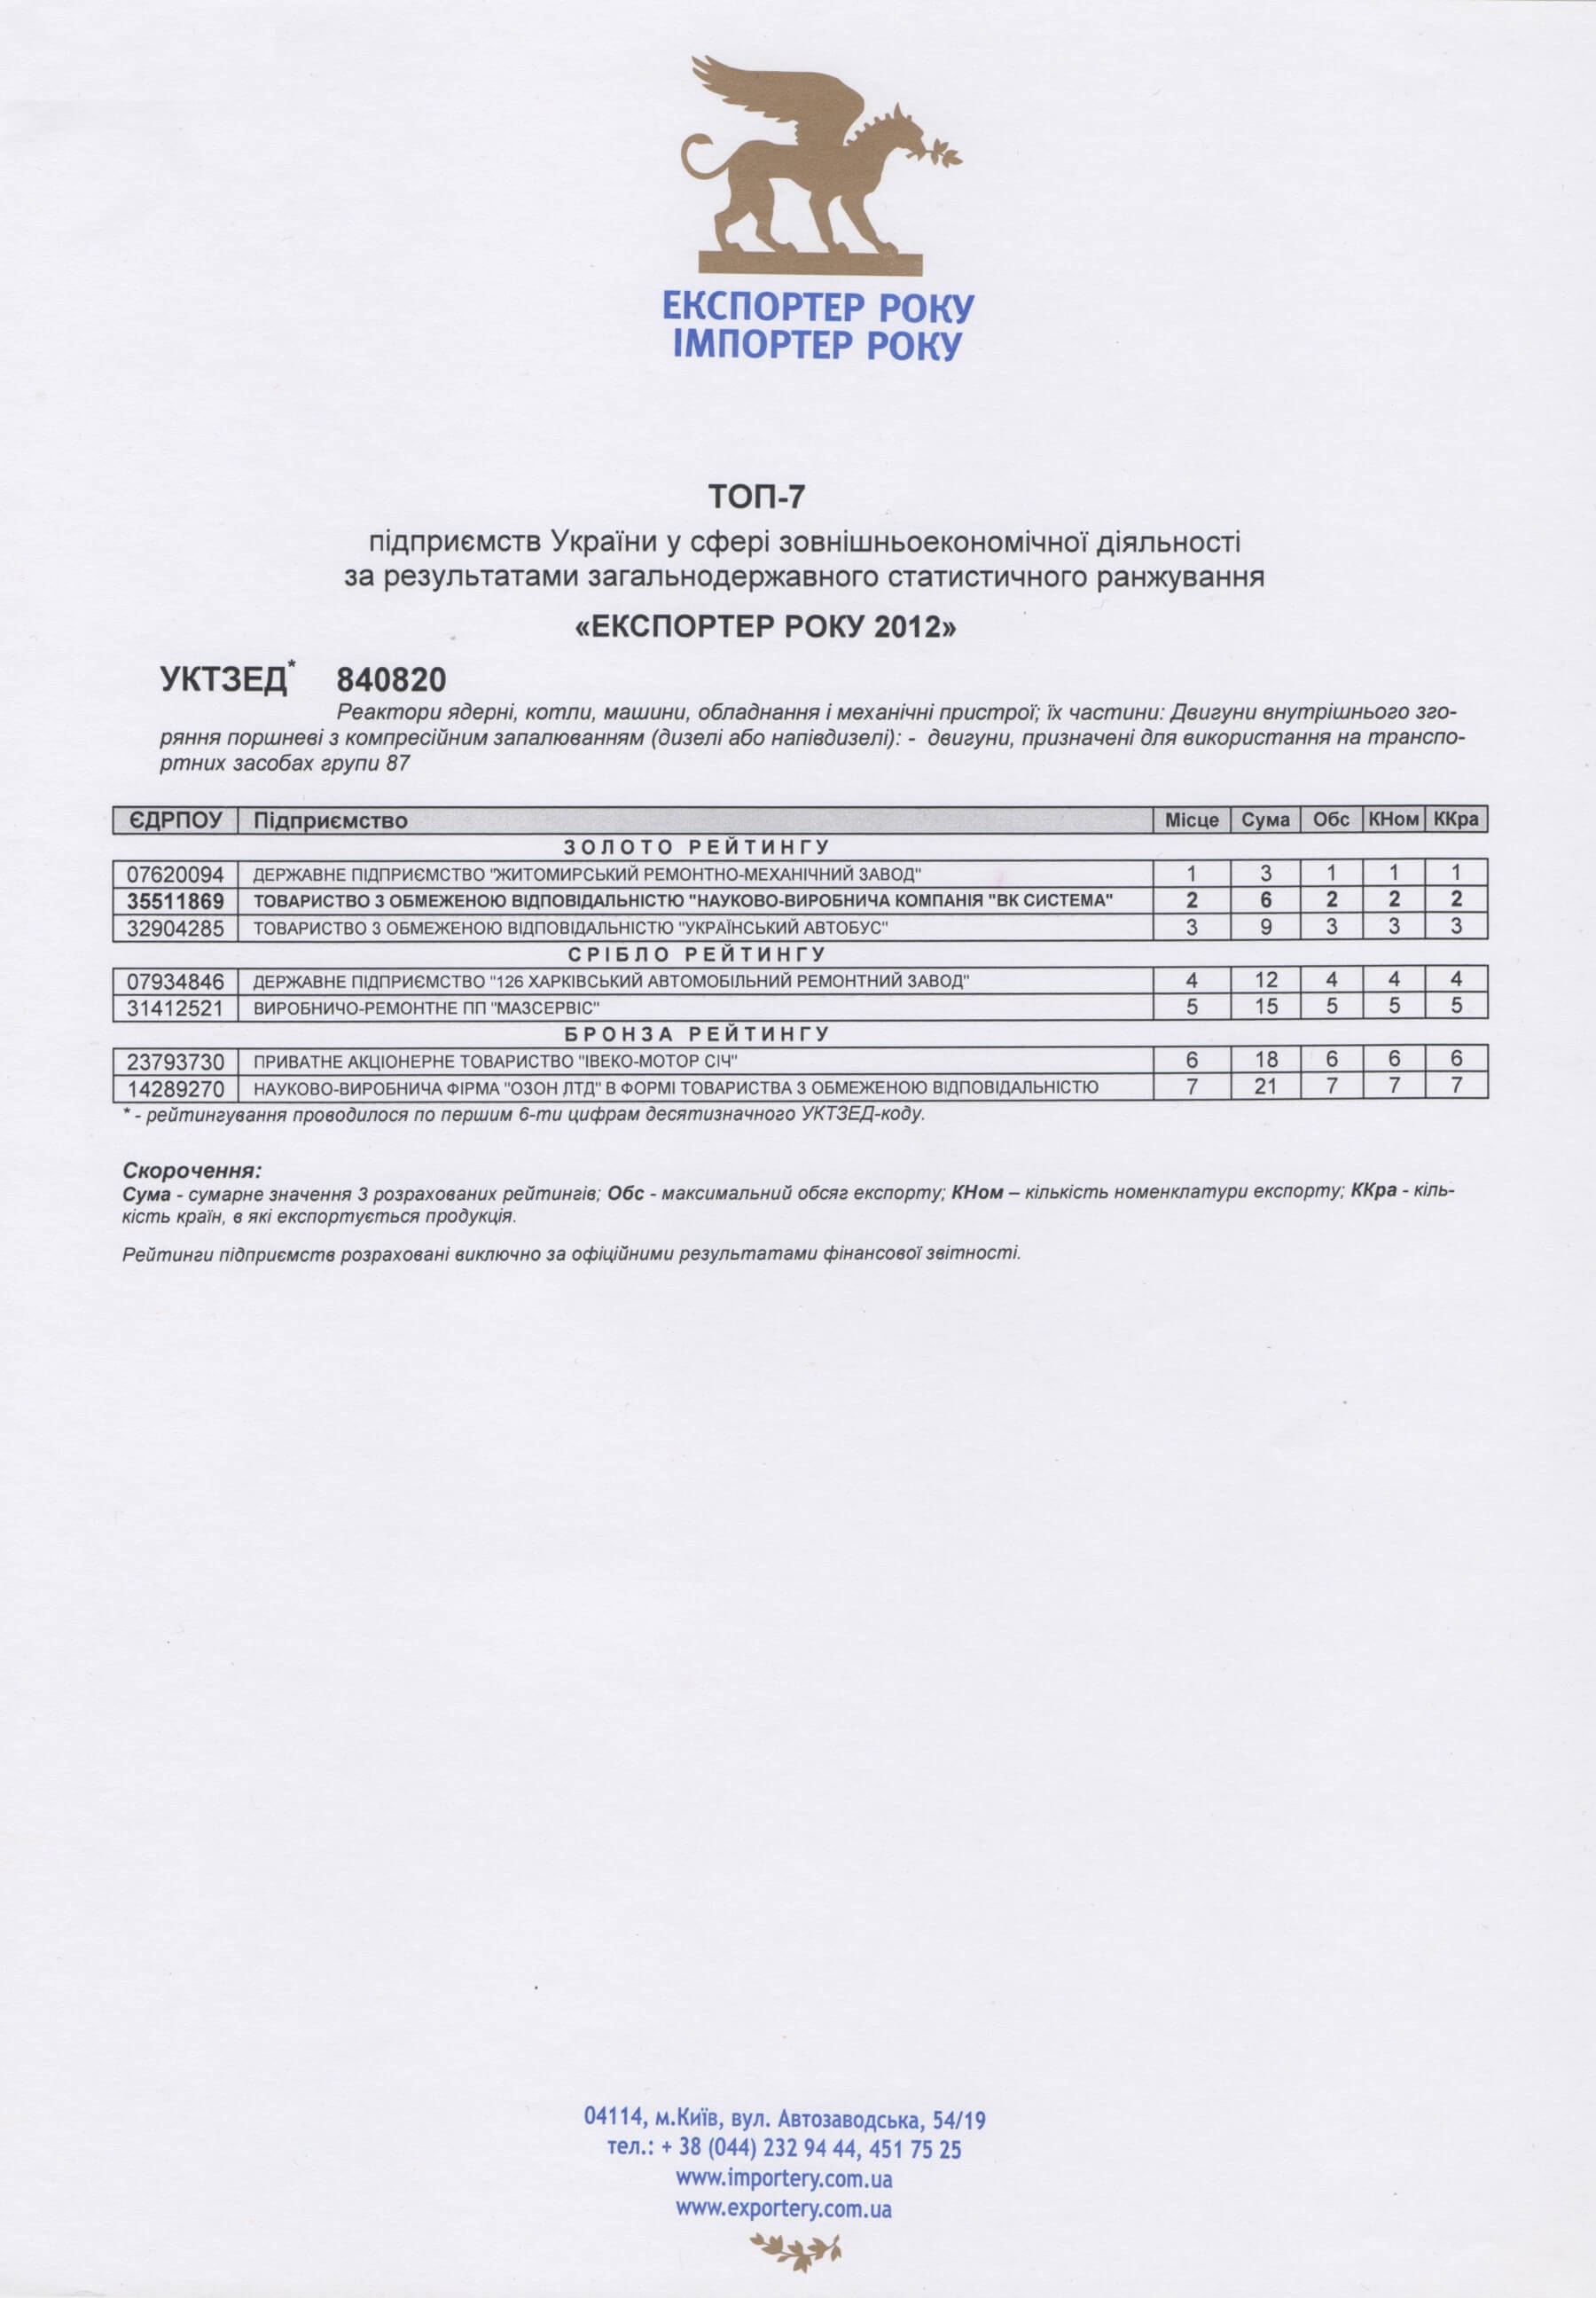 ЕКСПОРТЕР РОКУ
ІМПОРТЕР РОКУ
ТОП-7
підприємств України у сфері зовнішньоекономічної діяльності
за результатами загальнодержавного статистичного ранжування
«ЕКСПОРТЕР РОКУ 2012»
УКТЗЕД* 840820
Реактори ядерні, котли, машини, обладнання і механічні пристрої; їх частини: Двигуни внутрішнього зго-
ряння поршневі з компресійним запалюванням (дизелі або напівдизелі): - двигуни, призначені для використання на транспо-
ртних засобах групи 87
ЄДРПОУ Підприємство Місце Сума Обс КНом ККра
ЗОЛОТО РЕЙТИНГУ
07620094 ДЕРЖАВНЕ ПІДПРИЄМСТВО "ЖИТОМИРСЬКИЙ РЕМОНТНО-МЕХАНІЧНИЙ ЗАВОД" 1 3 1 1 1
35511869 ТОВАРИСТВО З ОБМЕЖЕНОЮ ВІДПОВІДАЛЬНІСТЮ "НАУКОВО-ВИРОБНИЧА КОМПАНІЯ "ВК СИСТЕМА" 2 6 2 2 2
32904285 ТОВАРИСТВО З ОБМЕЖЕНОЮ ВІДПОВІДАЛЬНІСТЮ "УКРАЇНСЬКИЙ АВТОБУС" 3 9 3 3 3
СРІБЛО РЕЙТИНГУ
07934846 ДЕРЖАВНЕ ПІДПРИЄМСТВО "126 ХАРКІВСЬКИЙ АВТОМОБІЛЬНИЙ РЕМОНТНИЙ ЗАВОД" 4 12 4 4 4
31412521 ВИРОБНИЧО-РЕМОНТНЕ ПП "МАЗСЕРВІС" 5 15 5 5 5
БРОНЗА РЕЙТИНГУ
23793730 ПРИВАТНЕ АКЦІОНЕРНЕ ТОВАРИСТВО "ІВЕКО-МОТОР СІЧ" 6 18 6 6 6
14289270 НАУКОВО-ВИРОБНИЧА ФІРМА "ОЗОН ЛТД" В ФОРМІ ТОВАРИСТВА З ОБМЕЖЕНОЮ ВІДПОВІДАЛЬНІСТЮ 7 21 7 7 7
* - рейтингування проводилося по першим 6-ти цифрам десятизначного УКТЗЕД-коду.
Скорочення:
Сума - сумарне значення 3 розрахованих рейтингів; Обс - максимальний обсяг експорту; КНом – кількість номенклатури експорту; ККра - кіль-
кість країн, в які експортується продукція.
Рейтинги підприємств розраховані виключно за офіційними результатами фінансової звітності.
04114, м.Київ, вул. Автозаводська, 54/19
тел.: + 38 (044) 232 94 44, 451 75 25
www.importery.com.ua
www.exportery.com.ua